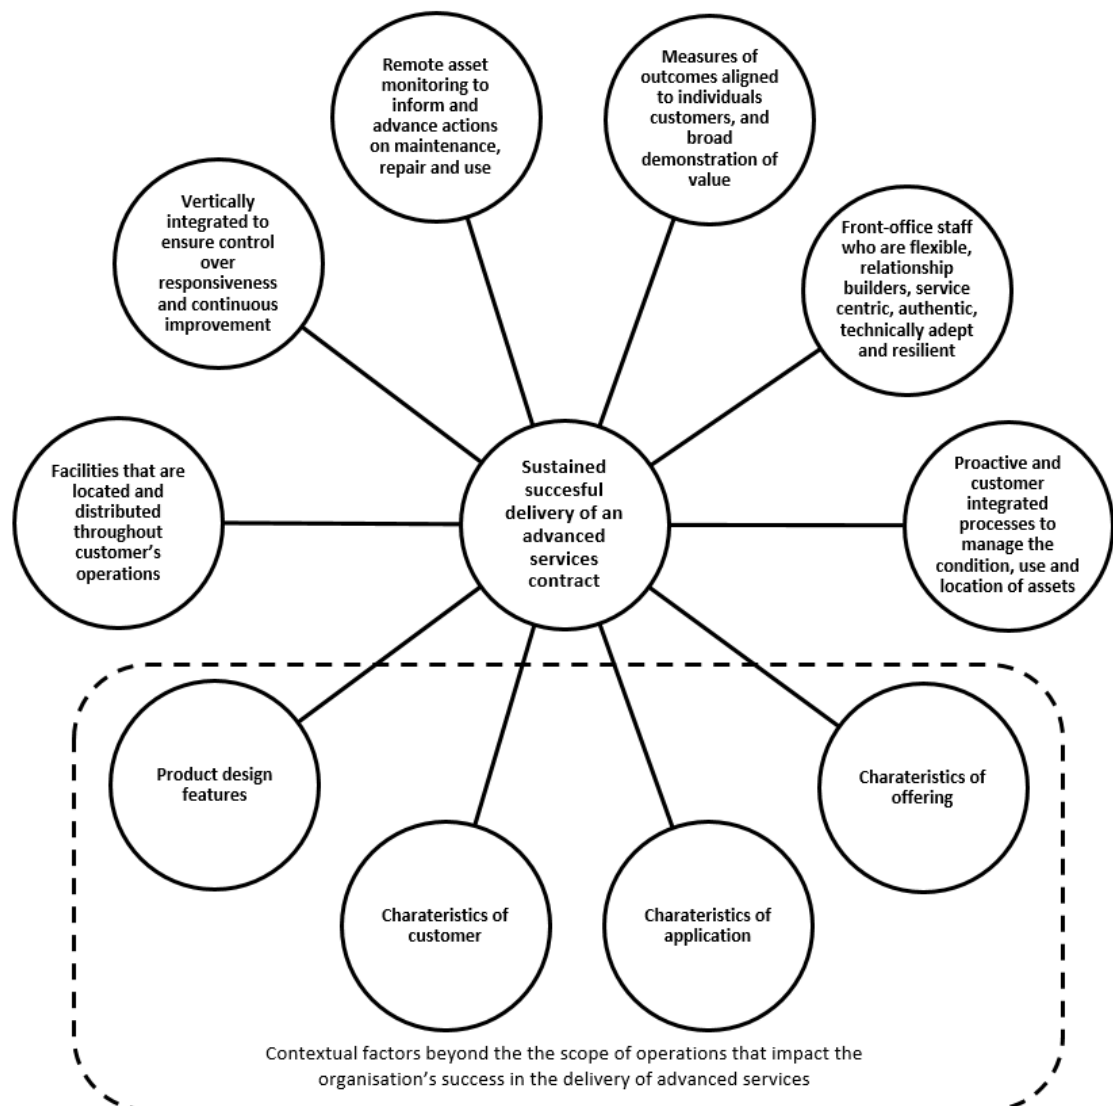 Remote asset
monitoring to
inform and
advance actions
on maintenance,
repair and use
Measures of
outcomes aligned
to individuals
customers, and
broad
demonstration of
value
Vertically
integrated to
ensure control
over
responsiveness
and continuous
improvement
Front-office staff
who are flexible,
relationship
builders, service
centric, authentic,
technically adept
and resilient
Facilities that are
located and
distributed
throughout
customer's
operations
Sustained
succesful
delivery of an
advanced
services
contract
Proactive and
customer
integrated
processes to
manage the
condition, use and
location of assets
Product design
features
Charateristics of
offering
Charateristics of
customer
Charateristics of
application
Contextual factors beyond the the scope of operations that impact the
organisation's success in the delivery of advanced services